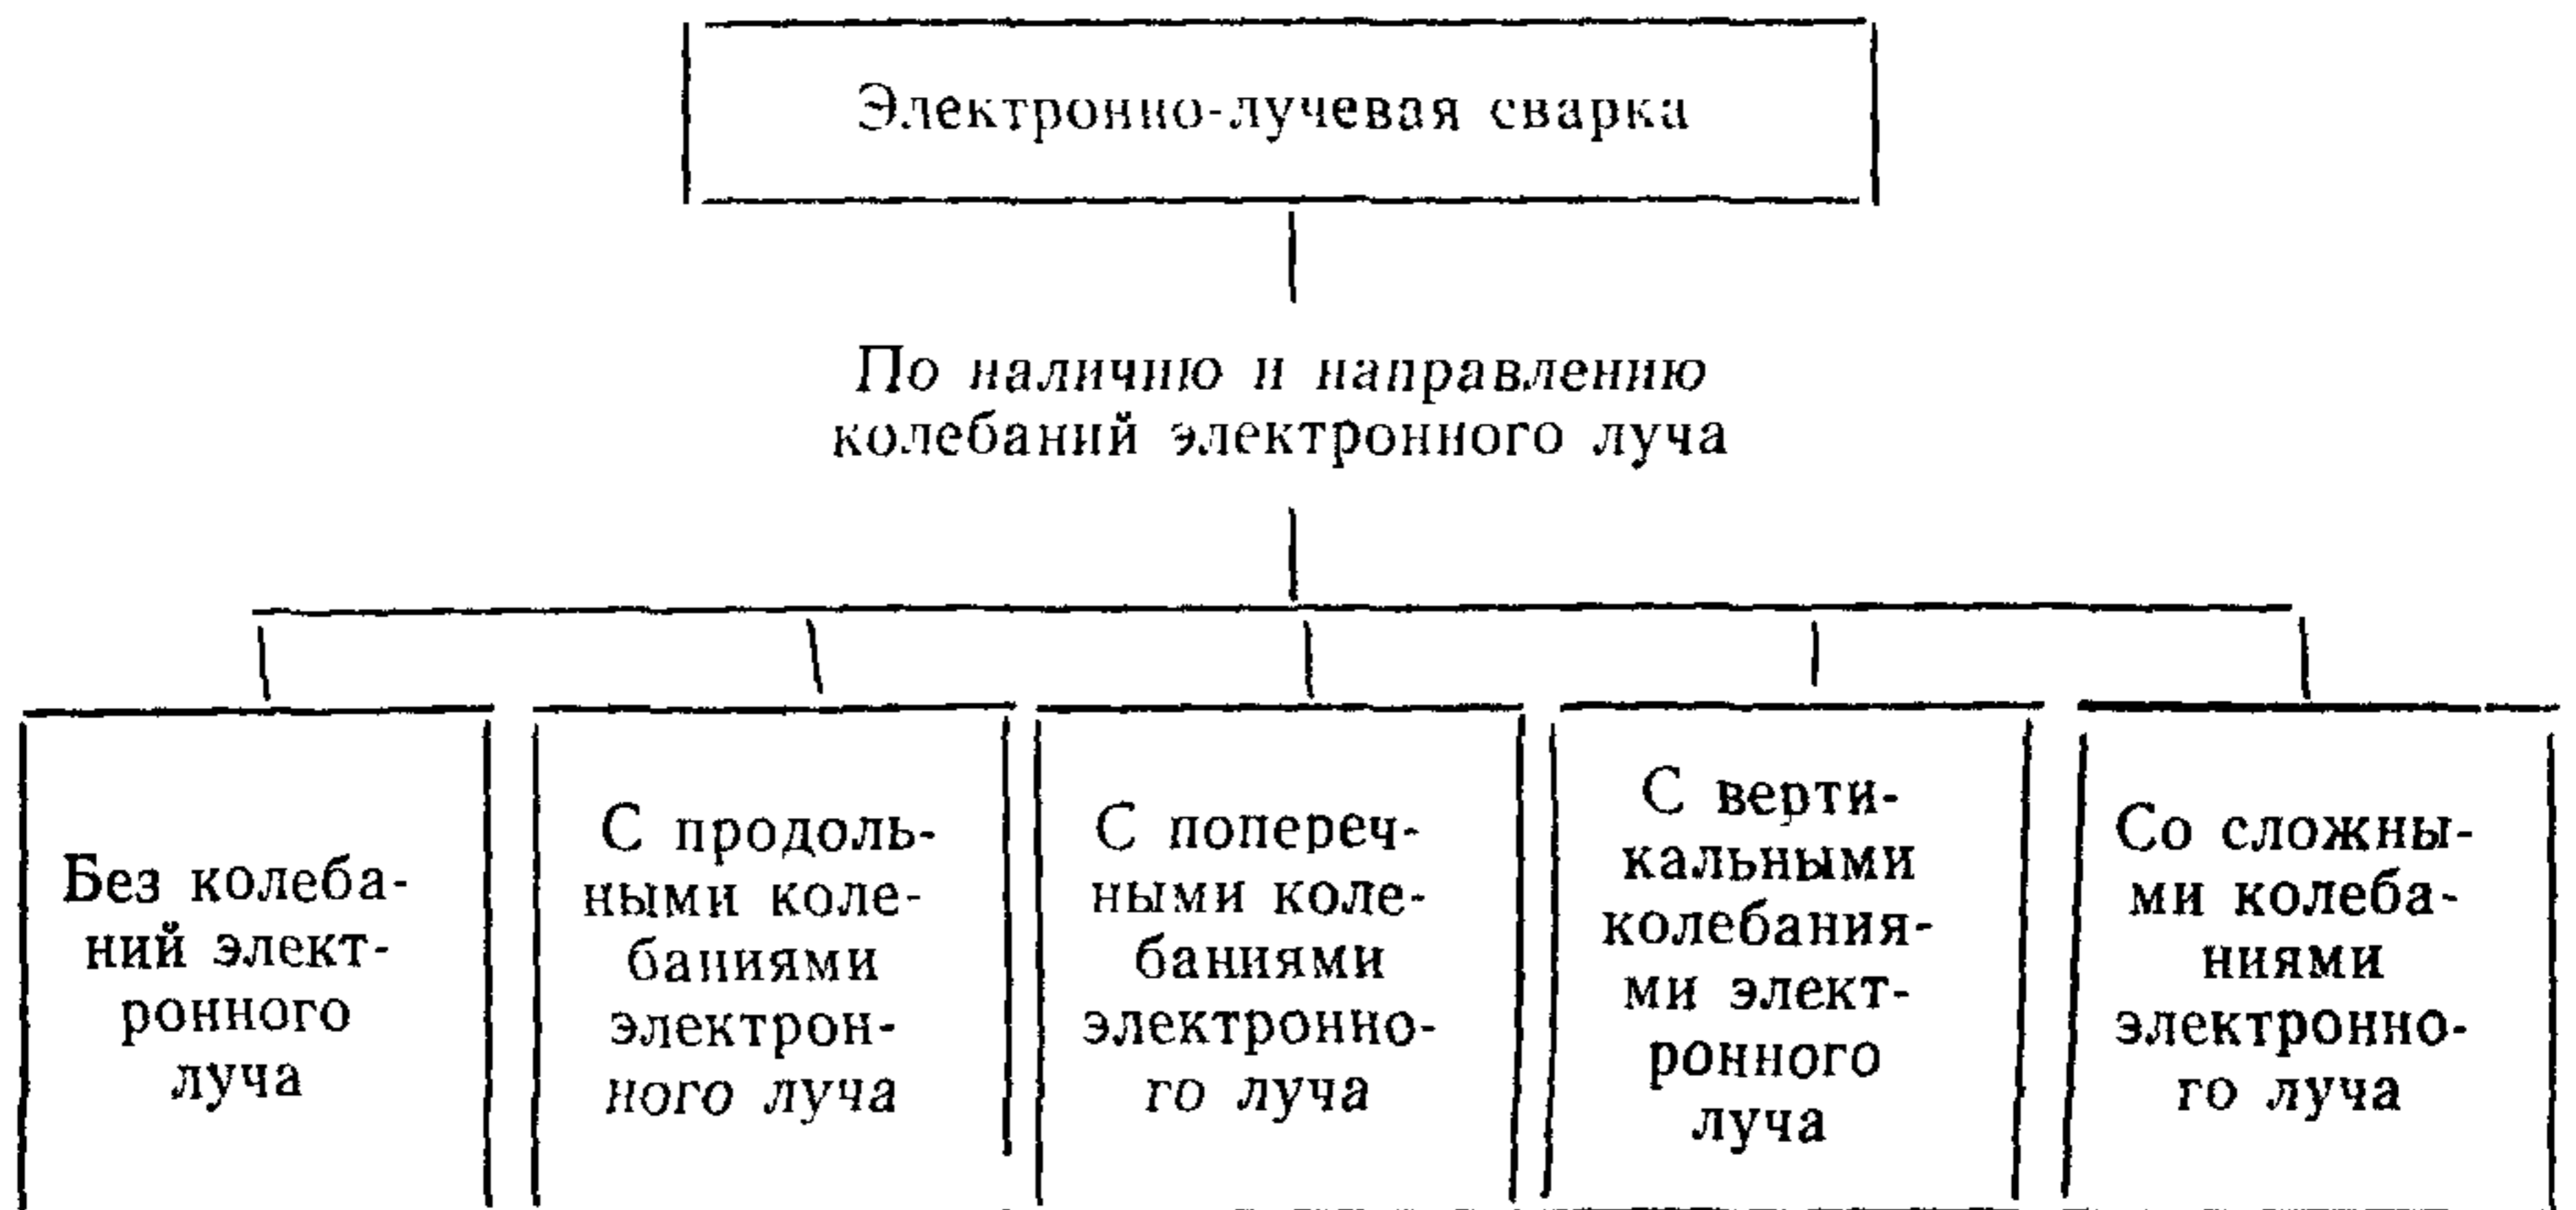 Электронно-лучевая сварка
По наличию и направлению
колебаний электронного луча
Без колеба-
ний элект-
ронного
луча
С продоль-
ными коле-
баниями
электрон-
ного луча
С попереч-
ными коле-
баниями
электронно-
го луча
С верти-
кальными
колебания-
ми элект-
ронного
луча
Со сложны-
ми колеба-
ниями
электронно-
го луча